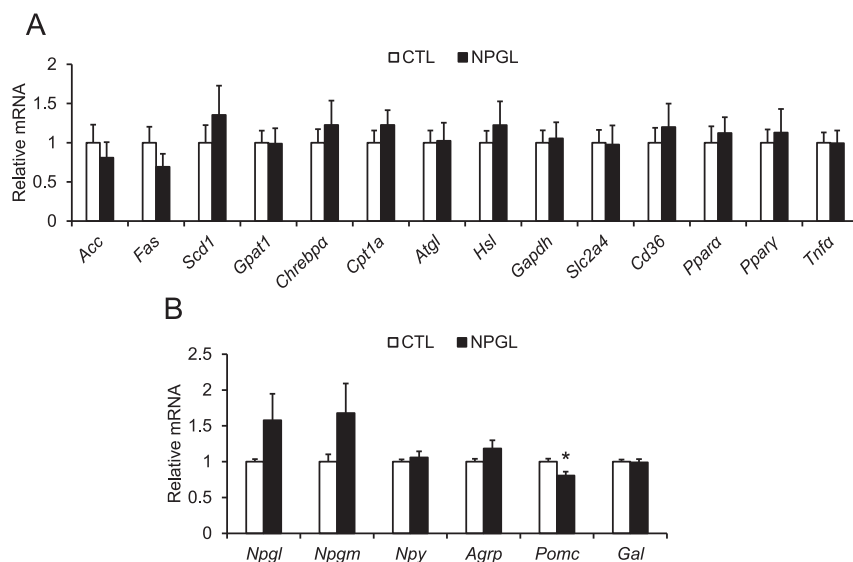 A
CTL NPGL
2
1.5
1
0.5
0
Relative mRNA
Acc Fas Scd1 Gpat1 Chrebpα Cpt1a Atgl Hsl Gapdh Slc2a4 Cd36 Pparα Pparγ Tnfα
B
CTL NPGL
2.5
2
1.5
1
0.5
0
Relative mRNA
*
Npgl Npgm Npy Agrp Pomc Gal